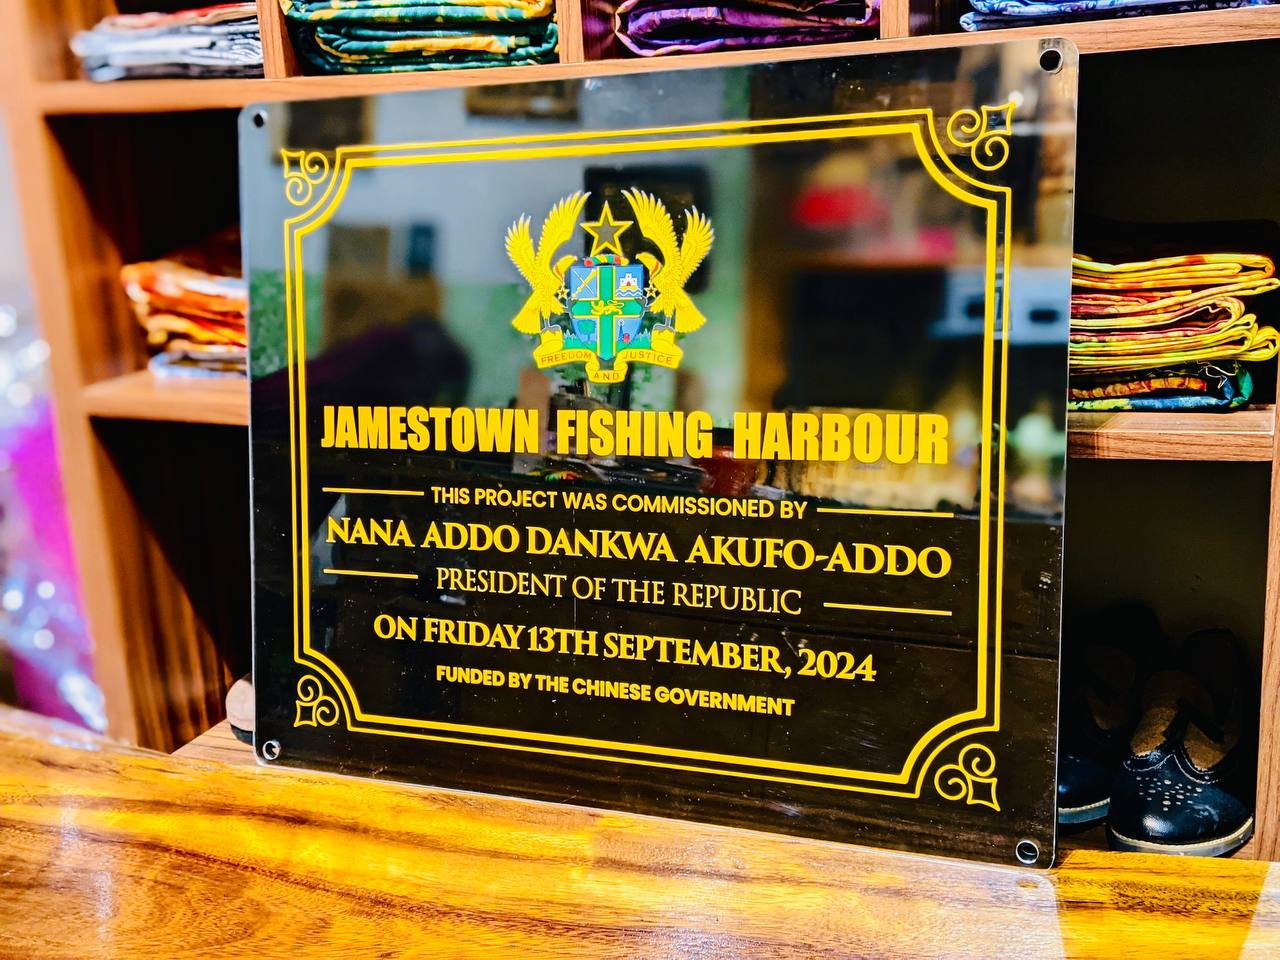 FREEDOM AND JUSTICE
JAMESTOWN FISHING HARBOUR
THIS PROJECT WAS COMMISSIONED BY
NANA ADDO DANKWA AKUFO-ADDO
PRESIDENT OF THE REPUBLIC
ON FRIDAY 13TH SEPTEMBER, 2024
FUNDED BY THE CHINESE GOVERNMENT